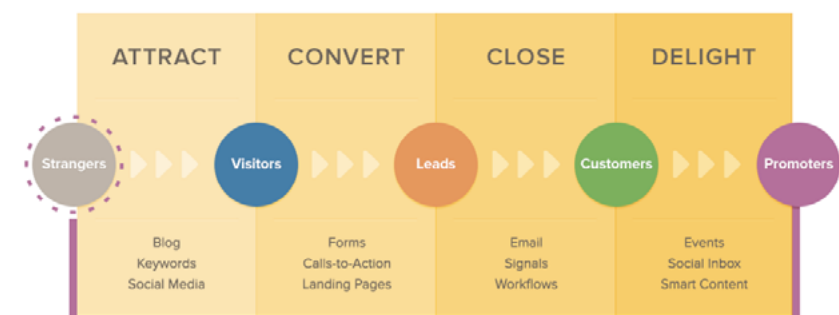 ATTRACT CONVERT CLOSE DELIGHT
Strangers Visitors Leads Customers Promoters
Blog Forms Email Events
Keywords Calls-to-Action Signals Social Inbox
Social Media Landing Pages Workflows Smart Content